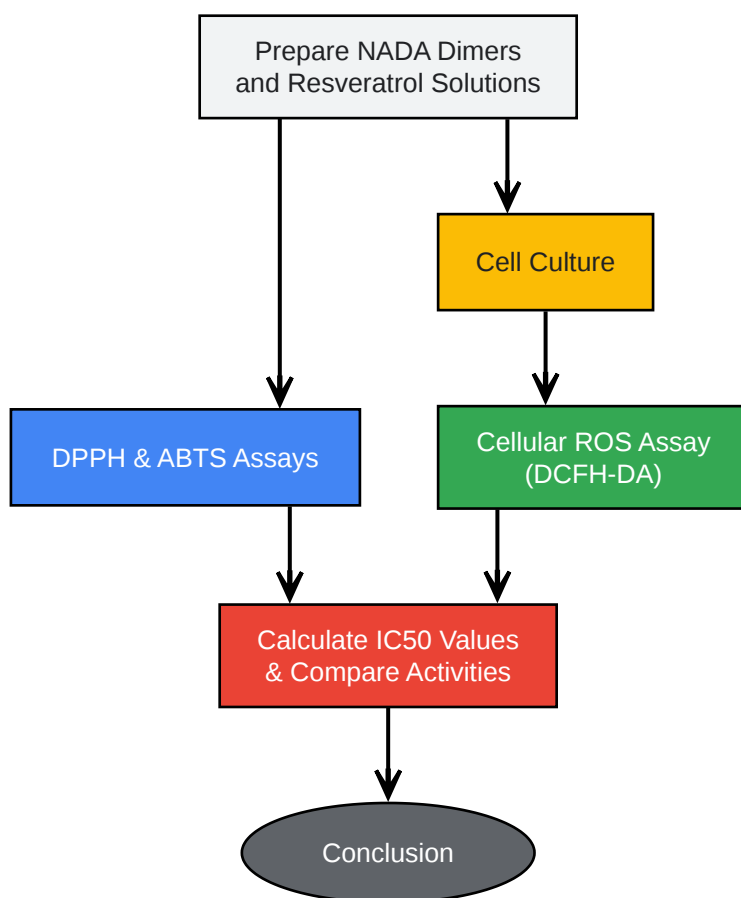 Prepare NADA Dimers
and Resveratrol Solutions
Cell Culture
DPPH & ABTS Assays
Cellular ROS Assay
(DCFH-DA)
Calculate IC50 Values
& Compare Activities
Conclusion